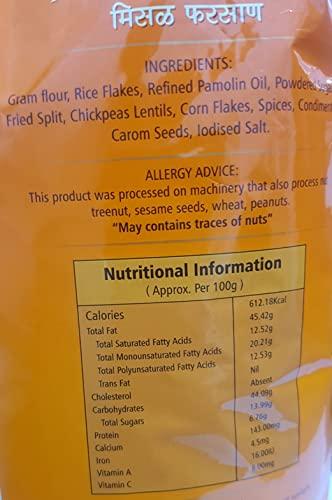 मिसळ फरसाण
INGREDIENTS:
Gram flour, Rice Flakes, Refined Pamolin Oil, Powdered
Fried Split, Chickpeas Lentils, Corn Flakes, Spices,
Carom Seeds, Iodised Salt.
ALLERGY ADVICE:
This product was processed on machinery that also process
treenut, sesame seeds, wheat, peanuts.
"May contains traces of nuts"
Nutritional Information
( Approx. Per 100g )
Calories 612.18Kcal
Total Fat 45.42g
Total Saturated Fatty Acids 12.52g
Total Monounsaturated Fatty Acids 20.21g
Total Polyunsaturated Fatty Acids 12.53g
Trans Fat Nil
Cholesterol Absent
Carbohydrates 44.09g
Total Sugars 13.99g
Protein 6.76g
Calcium 143.00mg
Iron 4.5mg
Vitamin A 16.00IU
Vitamin C